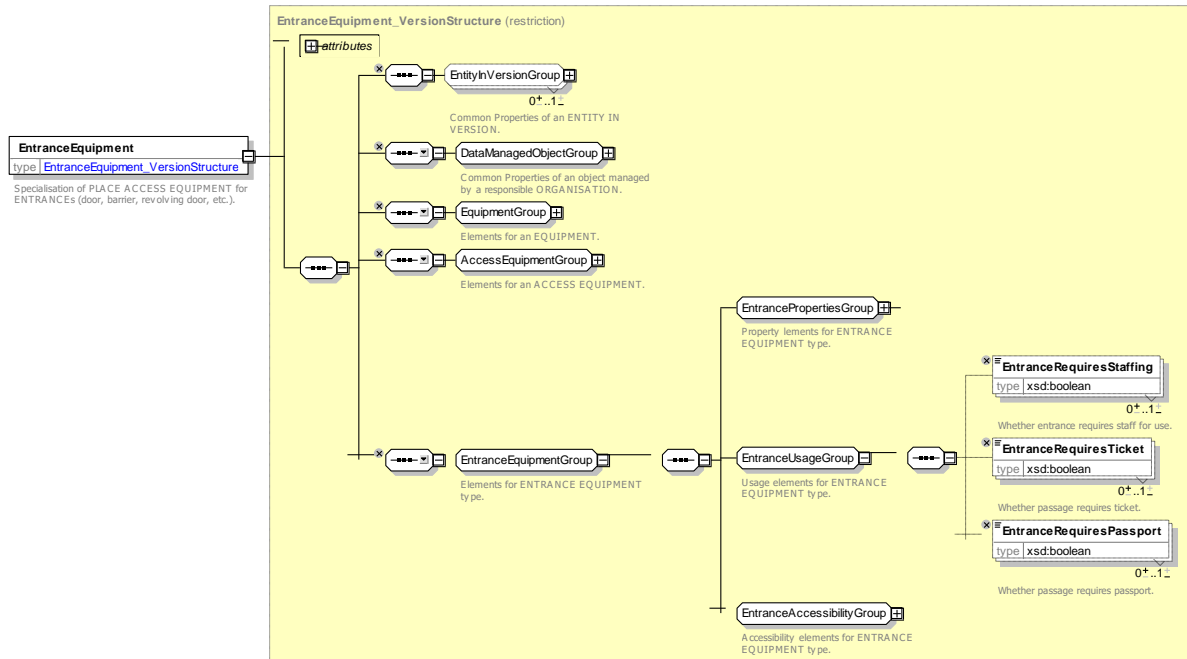 EntranceEquipment_VersionStructure (restriction)
attributes
EntityInVersionGroup
0..1
Common Properties of an ENTITY IN
VERSION.
EntranceEquipment
type EntranceEquipment_VersionStructure
Specialisation of PLACE ACCESS EQUIPMENT for
ENTRANCEs (door, barrier, revolving door, etc.).
DataManagedObjectGroup
Common Properties of an object managed
by a responsible ORGANISATION.
EquipmentGroup
Elements for an EQUIPMENT.
AccessEquipmentGroup
Elements for an ACCESS EQUIPMENT.
EntranceEquipmentGroup
Elements for ENTRANCE EQUIPMENT
type.
EntrancePropertiesGroup
Property lements for ENTRANCE
EQUIPMENT type.
EntranceUsageGroup
Usage elements for ENTRANCE
EQUIPMENT type.
EntranceRequiresStaffing
type xsd:boolean
0..1
Whether entrance requires staff for use.
EntranceRequiresTicket
type xsd:boolean
0..1
Whether passage requires ticket.
EntranceRequiresPassport
type xsd:boolean
0..1
Whether passage requires passport.
EntranceAccessibilityGroup
Accessibility elements for ENTRANCE
EQUIPMENT type.